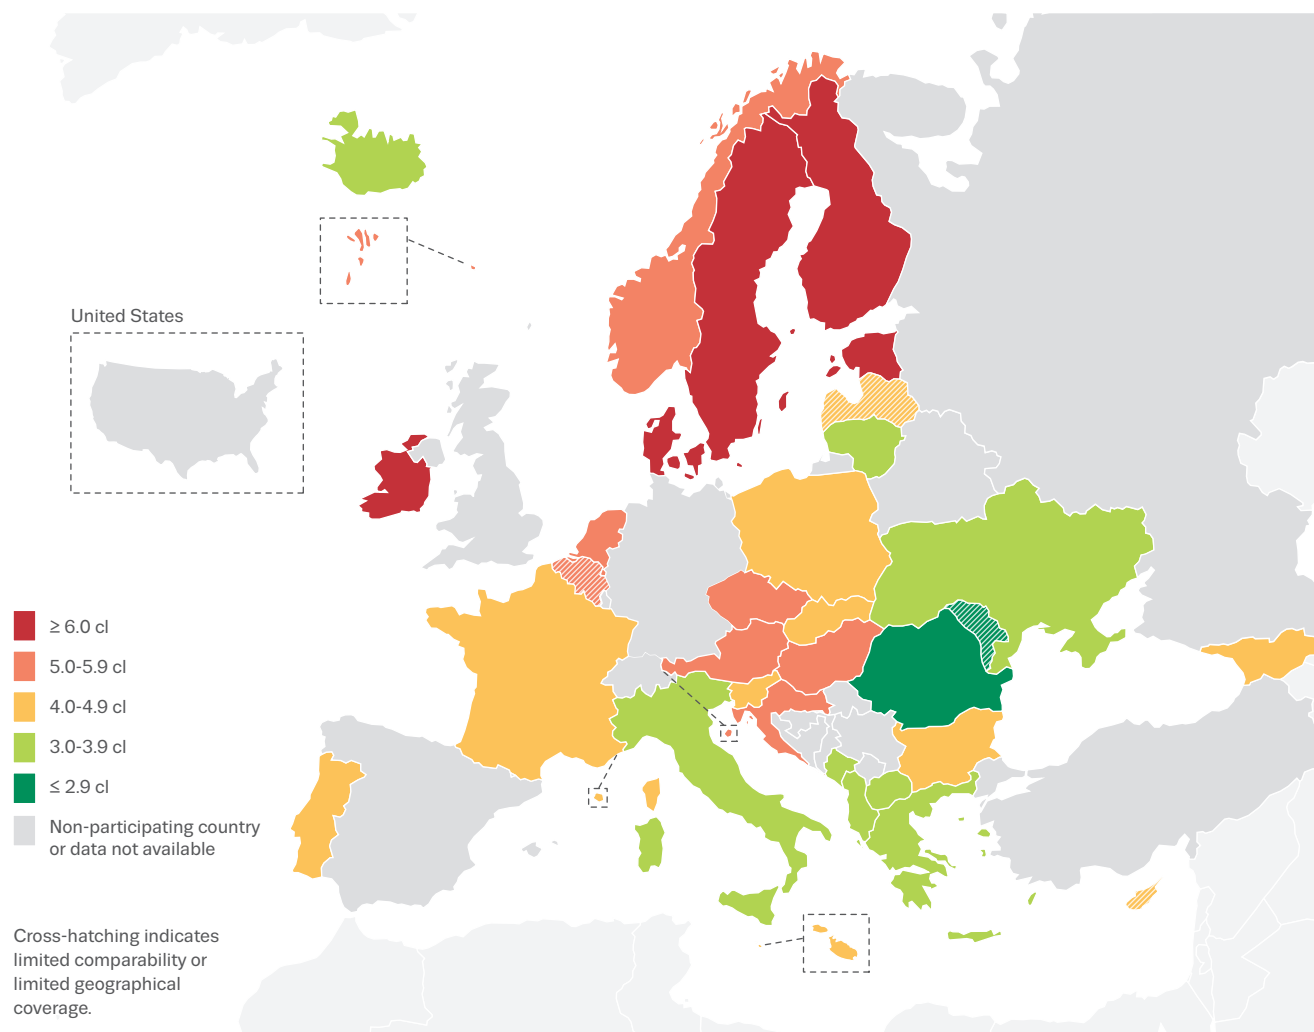 United States
≥ 6.0 cl
5.0-5.9 cl
4.0-4.9 cl
3.0-3.9 cl
≤ 2.9 cl
Non-participating country
or data not available
Cross-hatching indicates
limited comparability or
limited geographical
coverage.